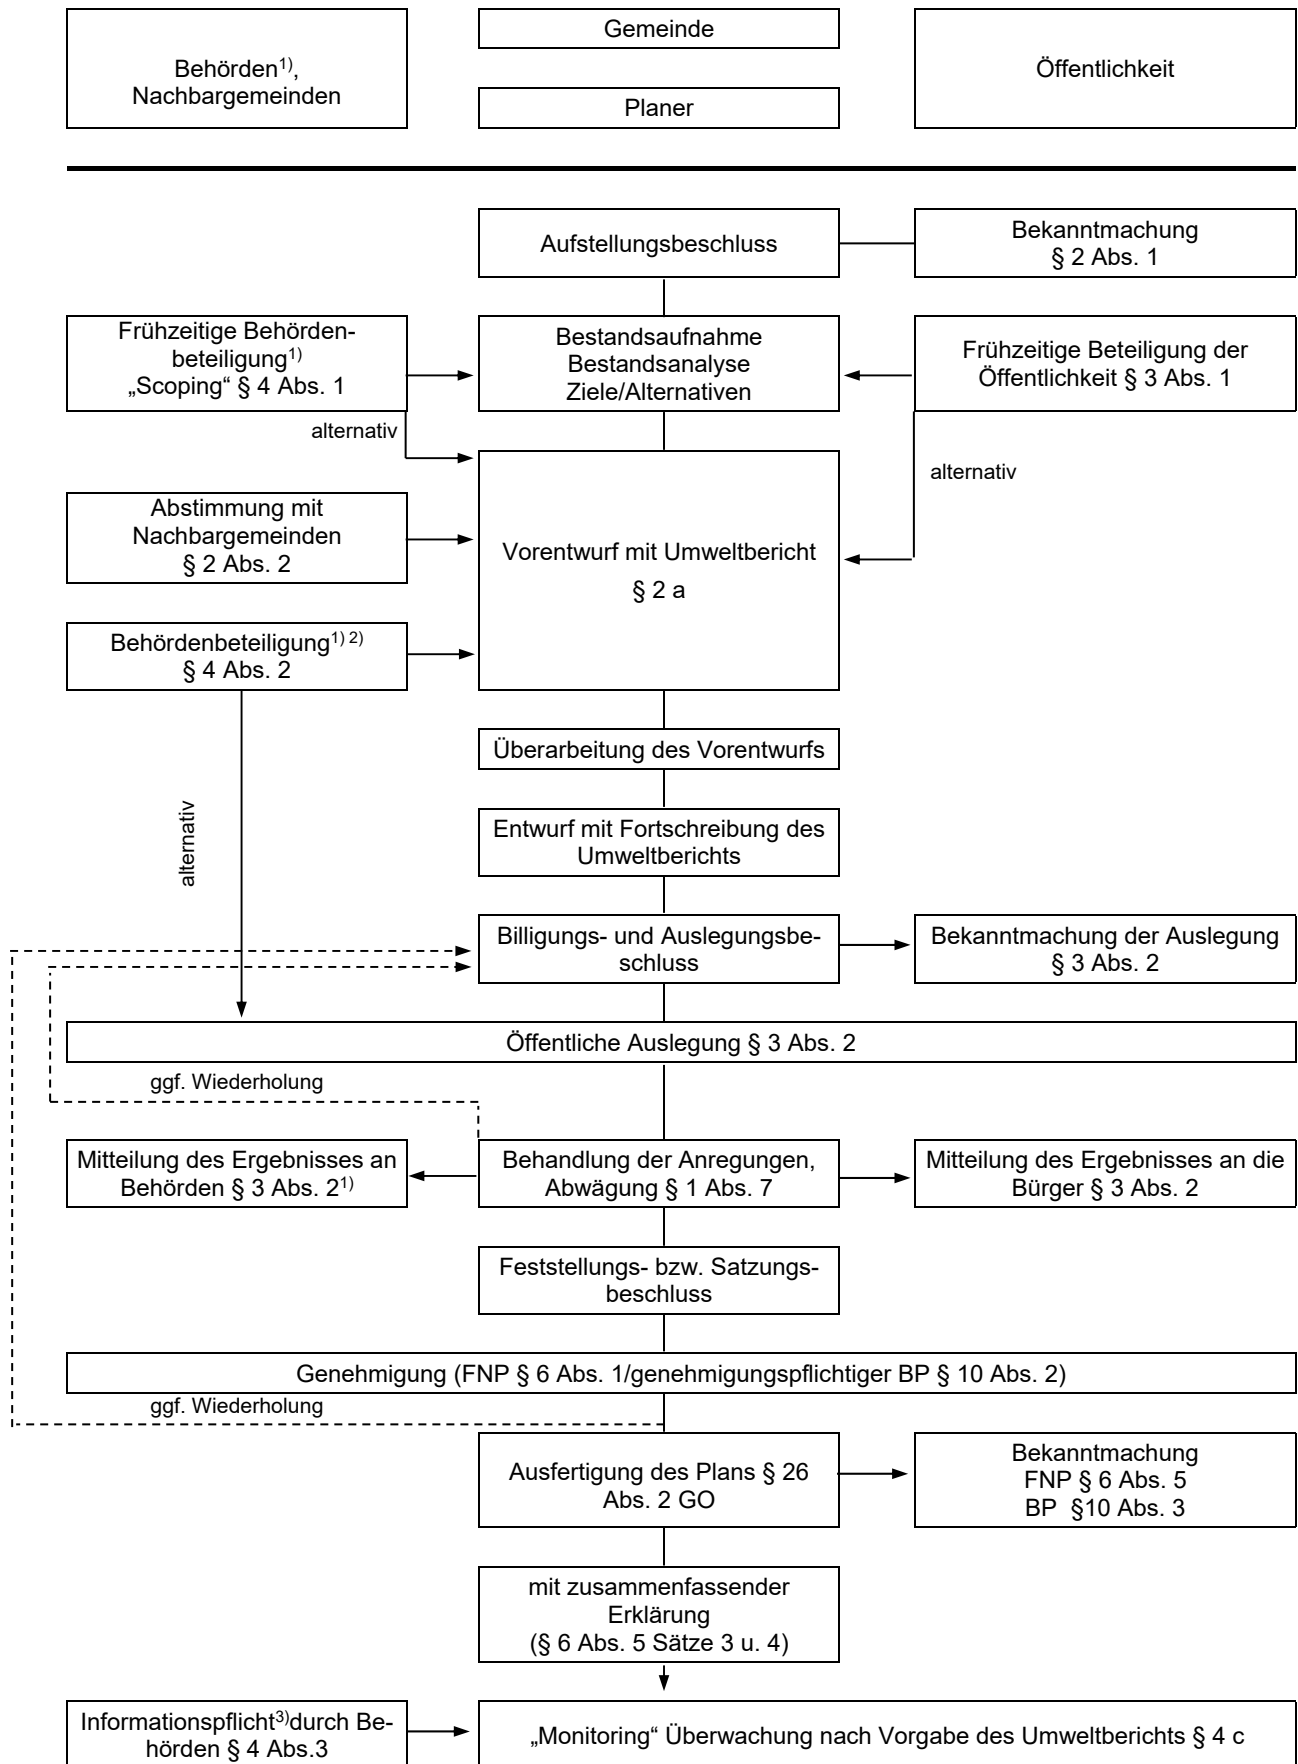 Behörden1),
Nachbargemeinden
Gemeinde
Planer
Öffentlichkeit
Aufstellungsbeschluss
Bekanntmachung
§ 2 Abs. 1
Frühzeitige Behörden-
beteiligung1)
„Scoping“ § 4 Abs. 1
Bestandsaufnahme
Bestandsanalyse
Ziele/Alternativen
Frühzeitige Beteiligung der
Öffentlichkeit § 3 Abs. 1
alternativ
alternativ
Abstimmung mit
Nachbargemeinden
§ 2 Abs. 2
Vorentwurf mit Umweltbericht
§ 2 a
Behördenbeteiligung1) 2)
§ 4 Abs. 2
Überarbeitung des Vorentwurfs
alternativ
Entwurf mit Fortschreibung des
Umweltberichts
Billigungs- und Auslegungsbe-
schluss
Bekanntmachung der Auslegung
§ 3 Abs. 2
Öffentliche Auslegung § 3 Abs. 2
ggf. Wiederholung
Mitteilung des Ergebnisses an
Behörden § 3 Abs. 21)
Behandlung der Anregungen,
Abwägung § 1 Abs. 7
Mitteilung des Ergebnisses an die
Bürger § 3 Abs. 2
Feststellungs- bzw. Satzungs-
beschluss
Genehmigung (FNP § 6 Abs. 1/genehmigungspflichtiger BP § 10 Abs. 2)
ggf. Wiederholung
Ausfertigung des Plans § 26
Abs. 2 GO
Bekanntmachung
FNP § 6 Abs. 5
BP §10 Abs. 3
mit zusammenfassender
Erklärung
(§ 6 Abs. 5 Sätze 3 u. 4)
Informationspflicht3)durch Be-
hörden § 4 Abs.3
„Monitoring“ Überwachung nach Vorgabe des Umweltberichts § 4 c